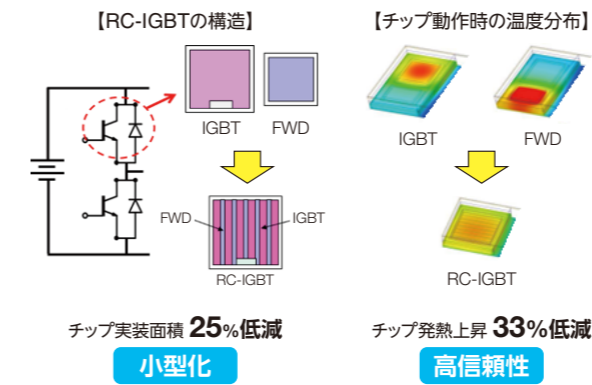 【RC-IGBTの構造】
IGBT
FWD
FWD
IGBT
RC-IGBT
チップ実装面積 25%低減
小型化
【チップ動作時の温度分布】
IGBT
FWD
RC-IGBT
チップ発熱上昇 33%低減
高信頼性